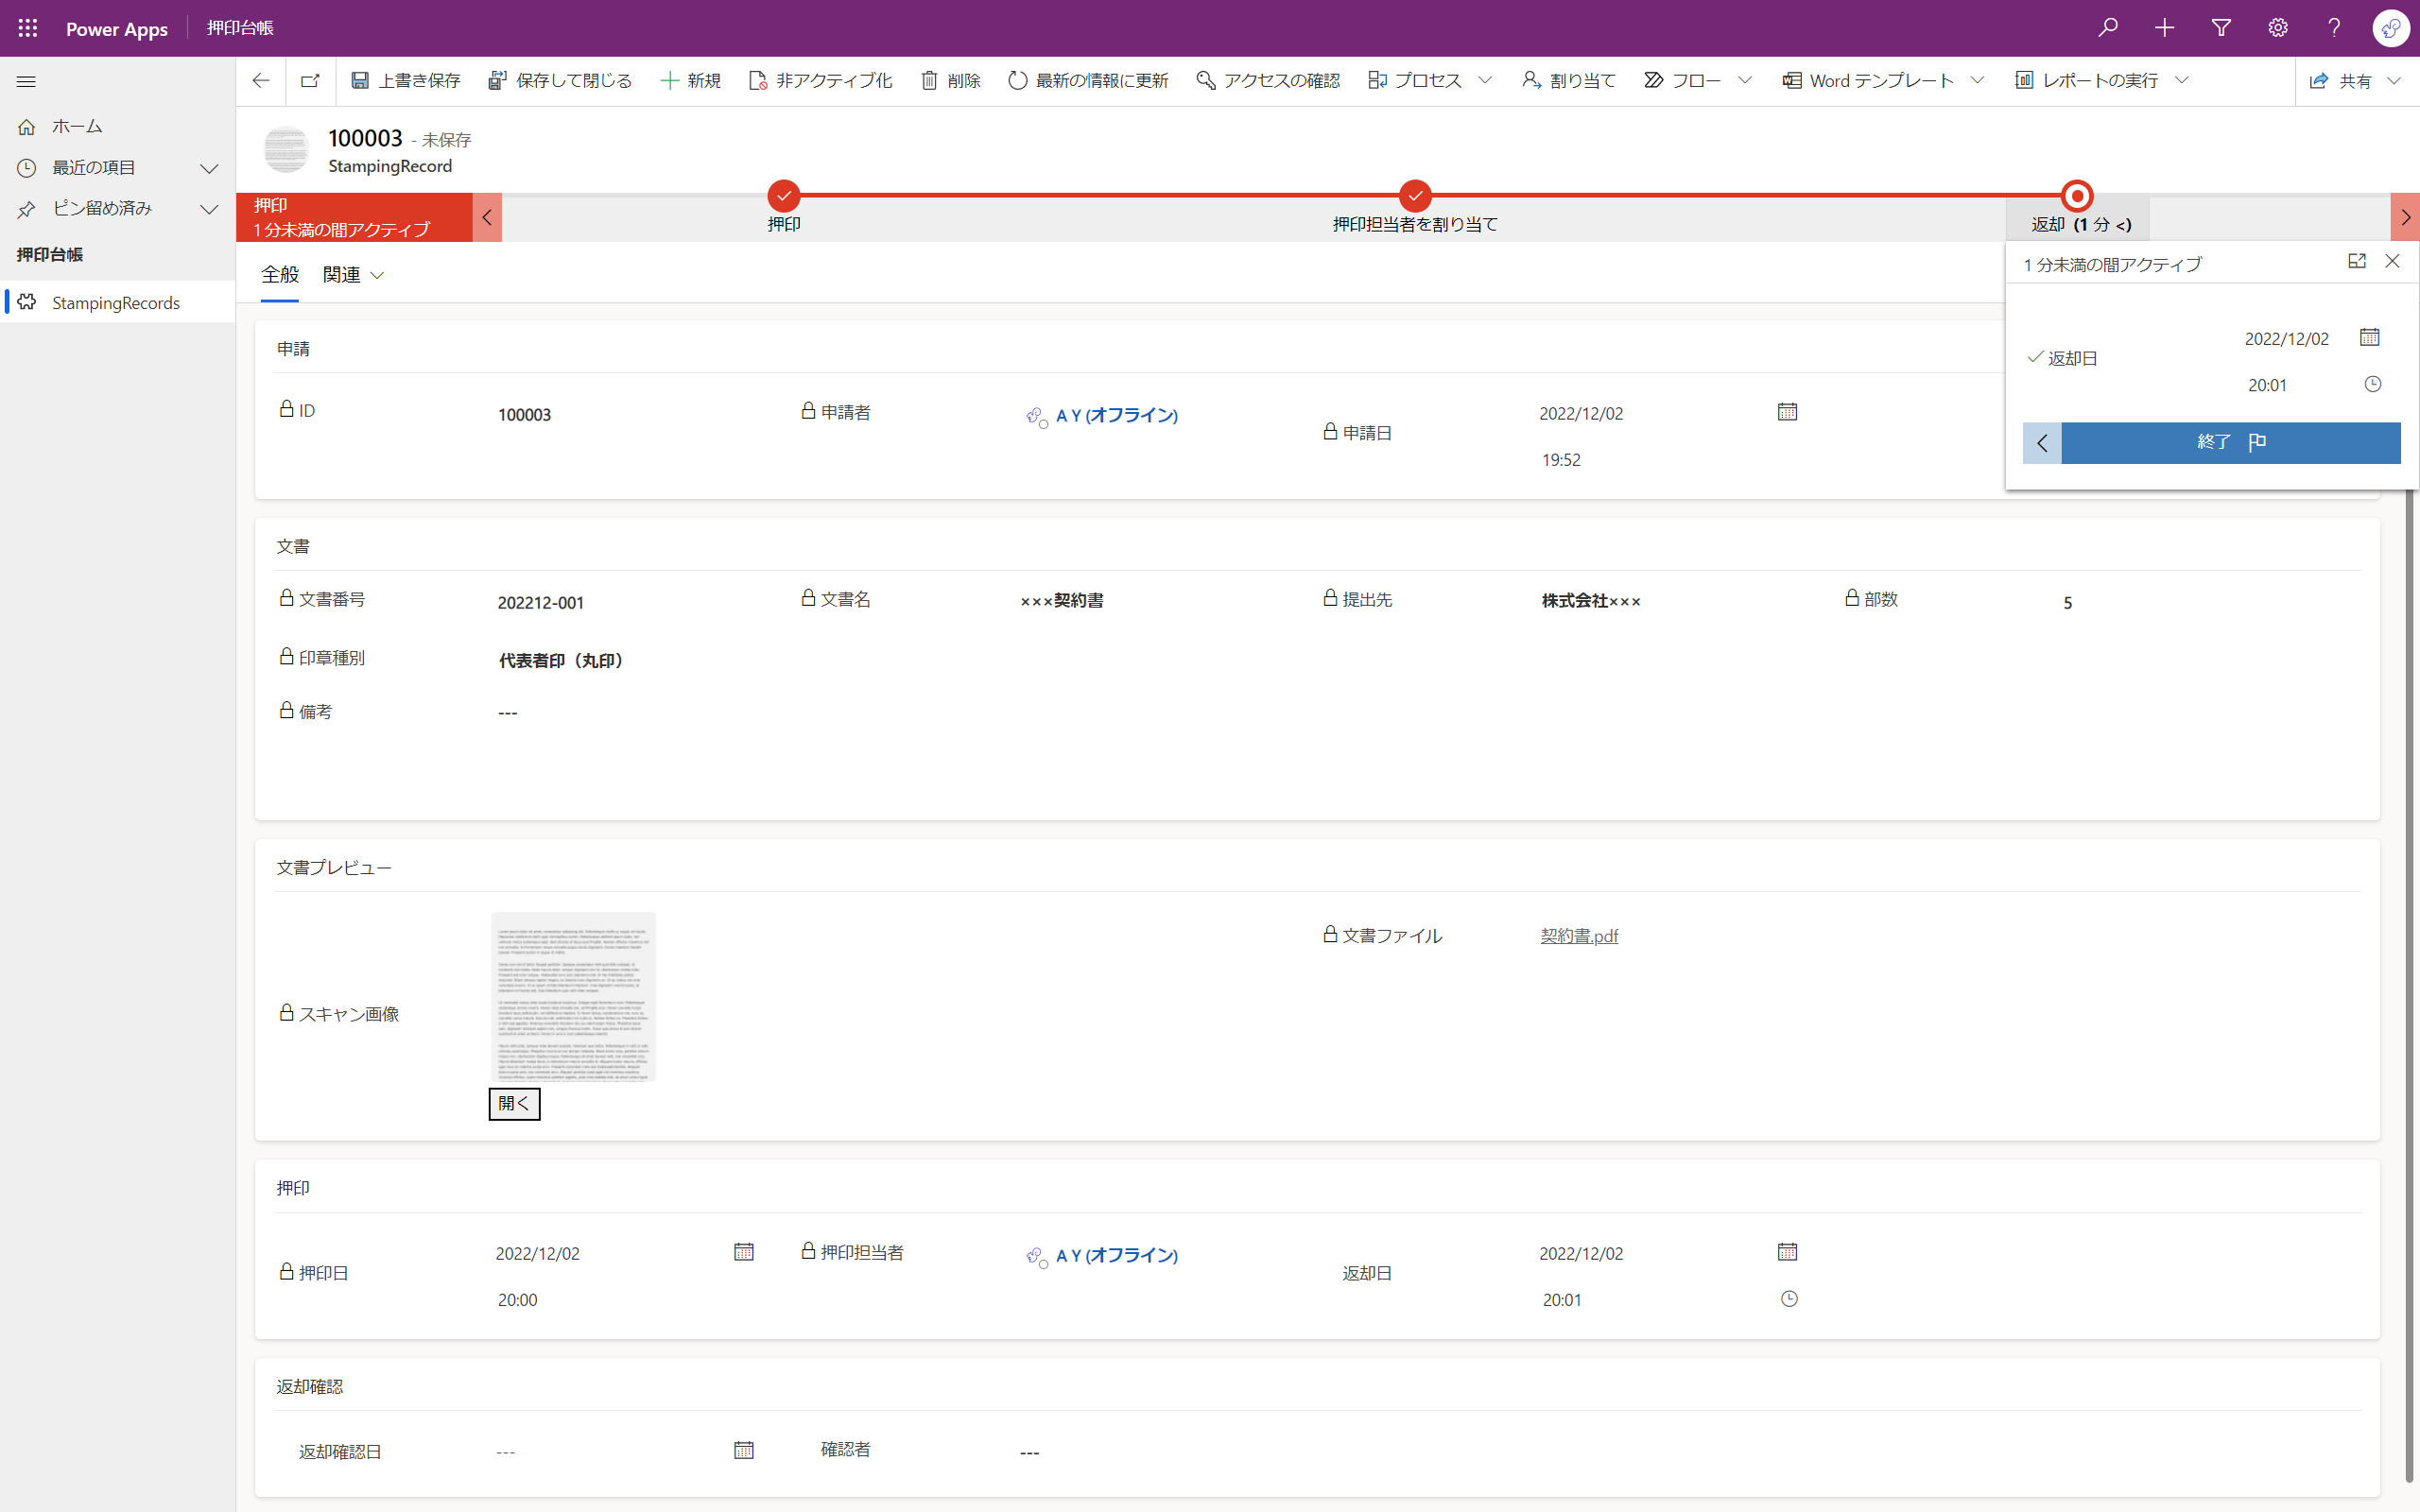 Power Apps
押印台帳
上書き保存
保存して閉じる
新規
非アクティブ化
削除
最新の情報に更新
アクセスの確認
プロセス
割り当て
フロー
Word テンプレート
レポートの実行
共有
ホーム
最近の項目
ピン留め済み
押印台帳
StampingRecords
100003 - 未保存
StampingRecord
押印
1 分未満の間アクティブ
押印
押印担当者を割り当て
返却 (1 分 <)
全般
関連
1 分未満の間アクティブ
返却日
2022/12/02
20:01
終了
申請
ID
100003
申請者
A Y (オフライン)
申請日
2022/12/02
19:52
文書
文書番号
202212-001
文書名
×××契約書
提出先
株式会社×××
部数
5
印章種別
代表者印（丸印）
備考
---
文書プレビュー
スキャン画像
開く
文書ファイル
契約書.pdf
押印
押印日
2022/12/02
20:00
押印担当者
A Y (オフライン)
返却日
2022/12/02
20:01
返却確認
返却確認日
---
確認者
---